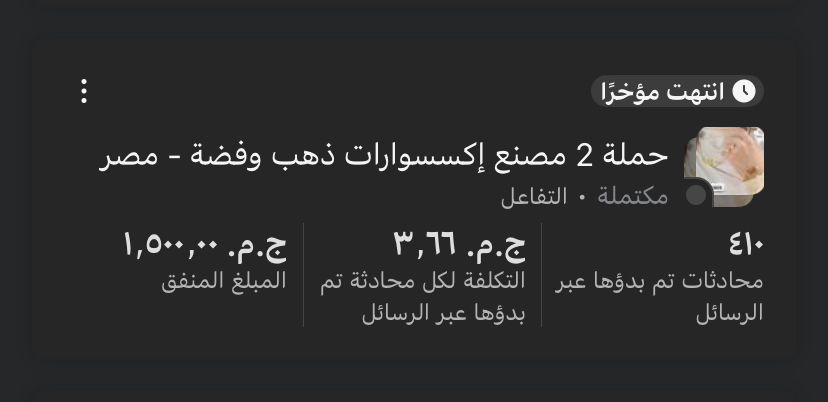 انتهت مؤخرًا
حملة 2 مصنع إكسسوارات ذهب وفضة - مصر
مكتملة • التفاعل
٤١٠
محادثات تم بدؤها عبر
الرسائل
ج.م. ٣,٦٦
التكلفة لكل محادثة تم
بدؤها عبر الرسائل
ج.م. ١,٥٠٠,٠٠
المبلغ المنفق